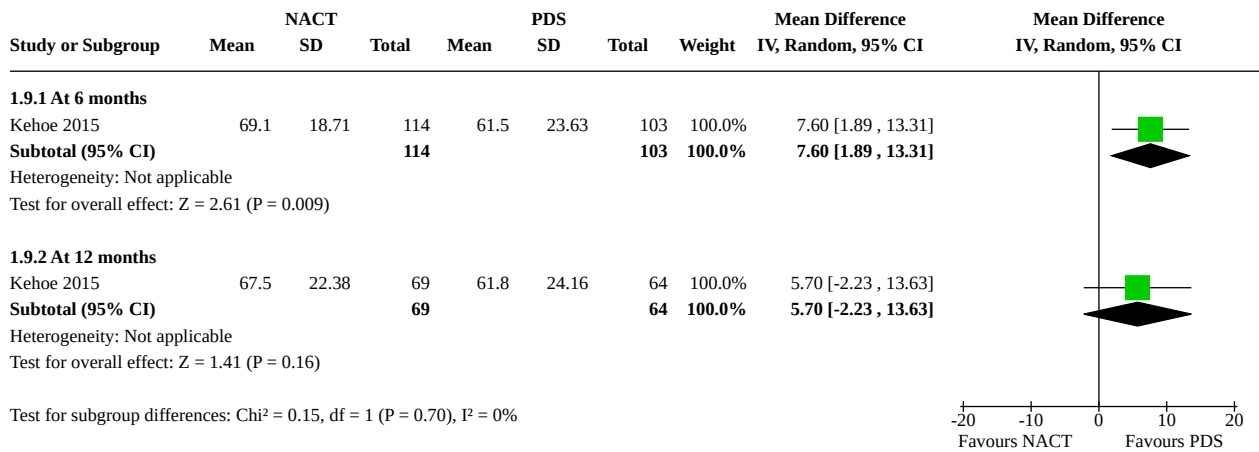 NACT PDS Mean Difference Mean Difference
Study or Subgroup Mean SD Total Mean SD Total Weight IV, Random, 95% CI IV, Random, 95% CI
1.9.1 At 6 months
Kehoe 2015 69.1 18.71 114 61.5 23.63 103 100.0% 7.60 [1.89 , 13.31]
Subtotal (95% CI) 114 103 100.0% 7.60 [1.89 , 13.31]
Heterogeneity: Not applicable
Test for overall effect: Z = 2.61 (P = 0.009)
1.9.2 At 12 months
Kehoe 2015 67.5 22.38 69 61.8 24.16 64 100.0% 5.70 [-2.23 , 13.63]
Subtotal (95% CI) 69 64 100.0% 5.70 [-2.23 , 13.63]
Heterogeneity: Not applicable
Test for overall effect: Z = 1.41 (P = 0.16)
Test for subgroup differences: Chi² = 0.15, df = 1 (P = 0.70), I² = 0%
-20 -10 0 10 20
Favours NACT Favours PDS